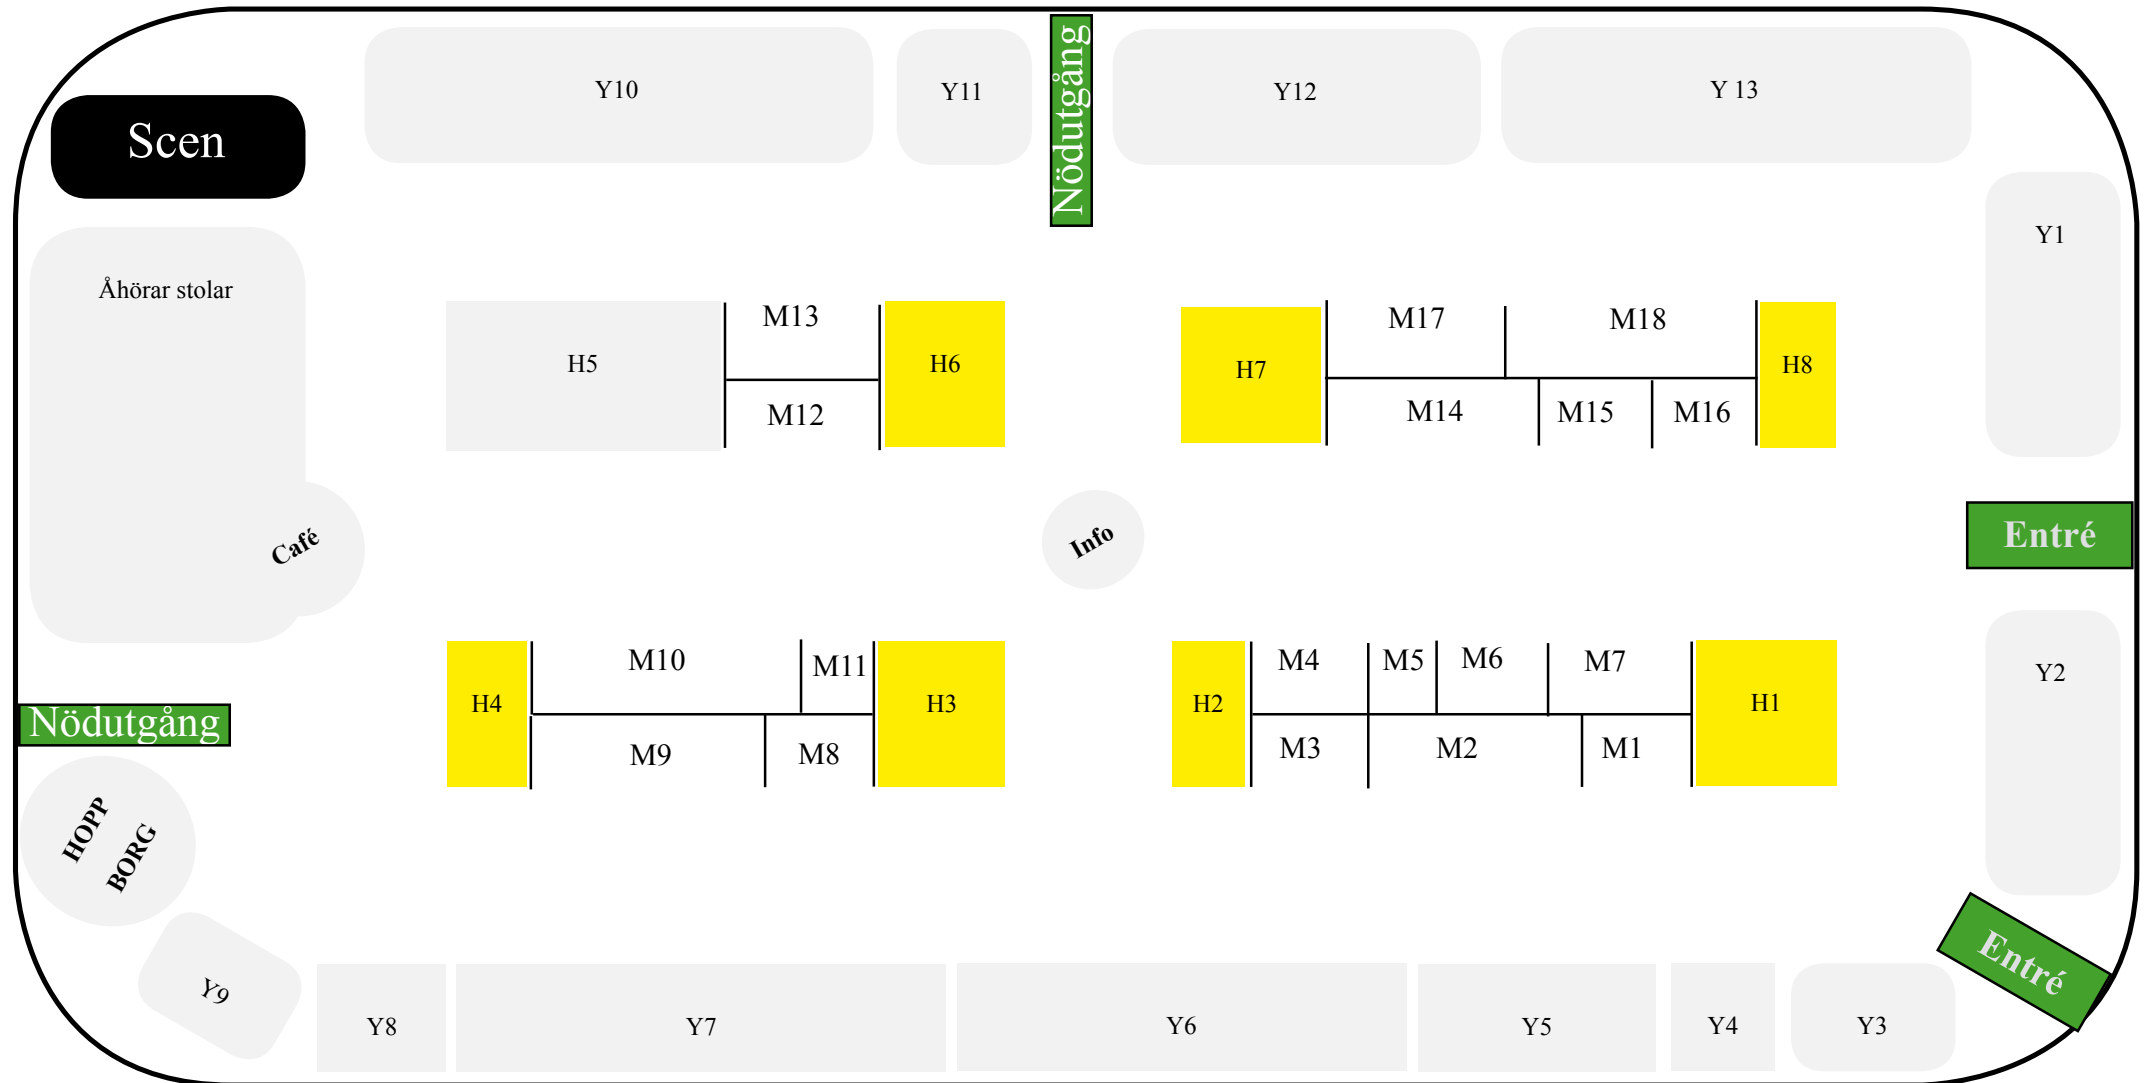 Y10
Y11
Nödutgång
Y12
Y 13
Scen
Y1
Åhörar stolar
M13
M17
M18
H5
H6
H7
H8
M12
M14
M15
M16
Café
Info
Entré
M10
M11
M4
M5
M6
M7
Y2
H4
H3
H2
H1
Nödutgång
M9
M8
M3
M2
M1
HOPP
BORG
Entré
Y9
Y8
Y7
Y6
Y5
Y4
Y3